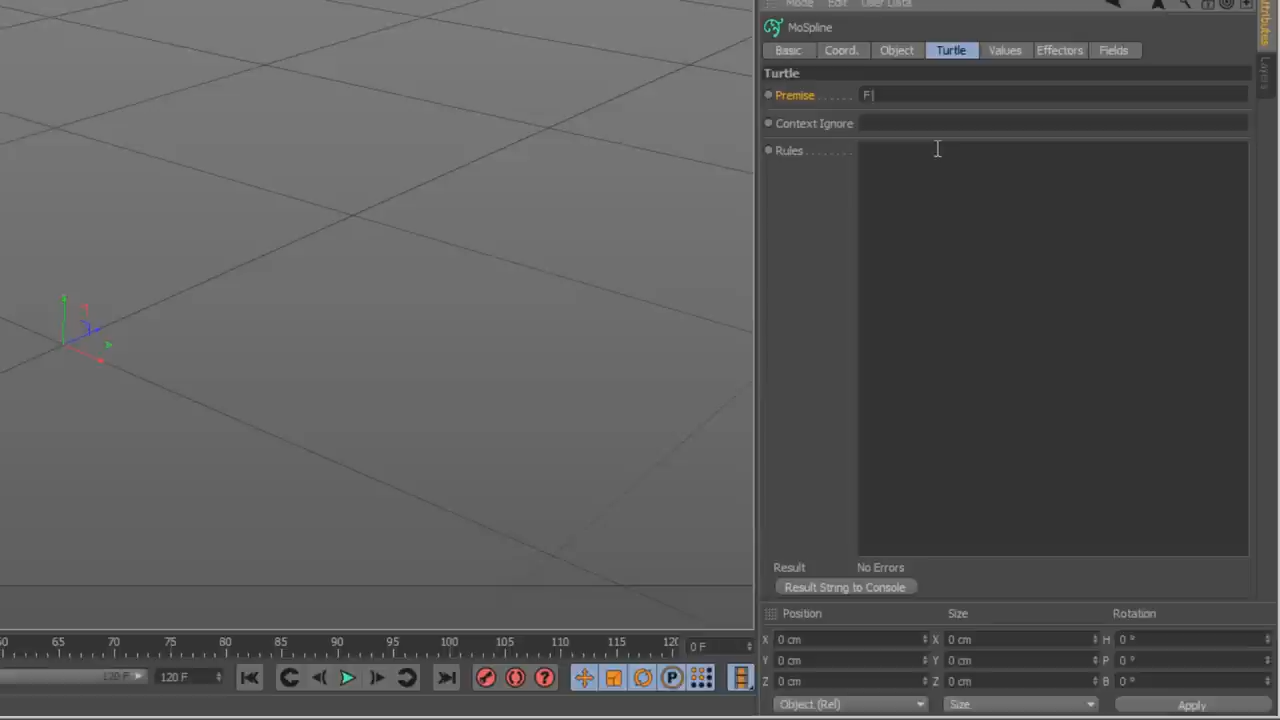 Mode Edit User Data
MoSpline
Basic Coord. Object Turtle Values Effectors Fields
Turtle
Premise . . . . . . F
Context Ignore
Rules . . . . . . . .
Result No Errors
Result String to Console
Position Size Rotation
X 0 cm X 0 cm H 0 °
Y 0 cm Y 0 cm P 0 °
Z 0 cm Z 0 cm B 0 °
Object (Rel) Size Apply
65 70 75 80 85 90 95 100 105 110 115 0 F
120 F 120 F
P
Attributes
Layers